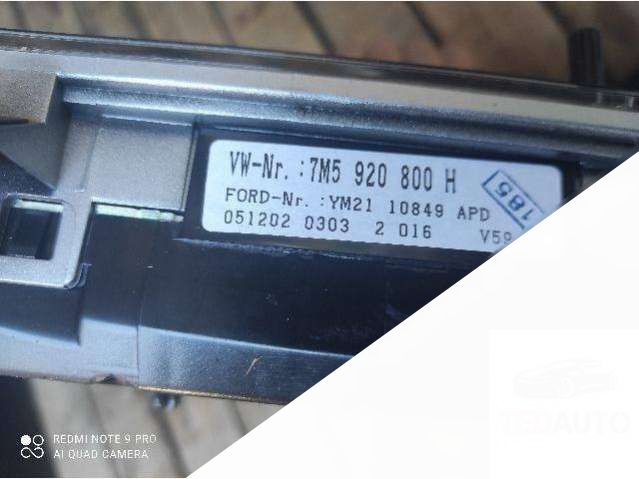 VW-Nr. :7M5 920 800 H
185
FORD-Nr. :YM21 10849 APD
051202 0303 2 016 V59
REDMI NOTE 9 PRO
AI QUAD CAMERA
TEDAUTO